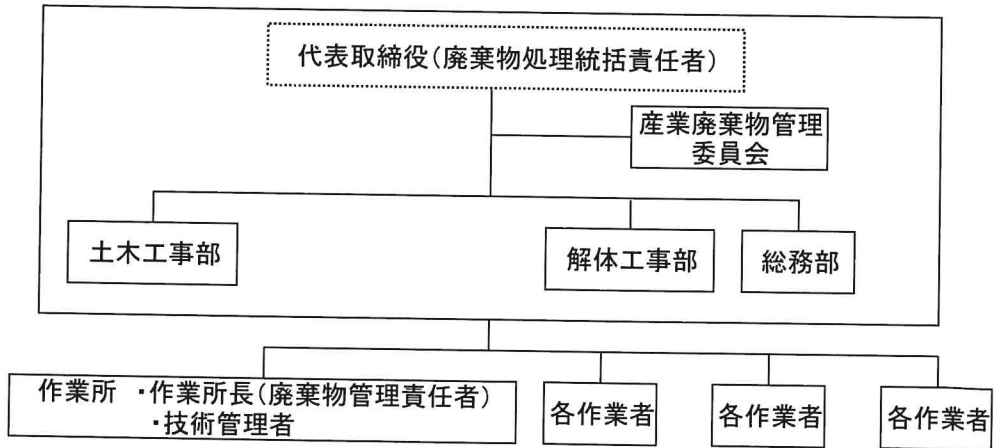 代表取締役(廃棄物処理統括責任者)
産業廃棄物管理
委員会
土木工事部
解体工事部
総務部
作業所 ・作業所長(廃棄物管理責任者)
・技術管理者
各作業者
各作業者
各作業者